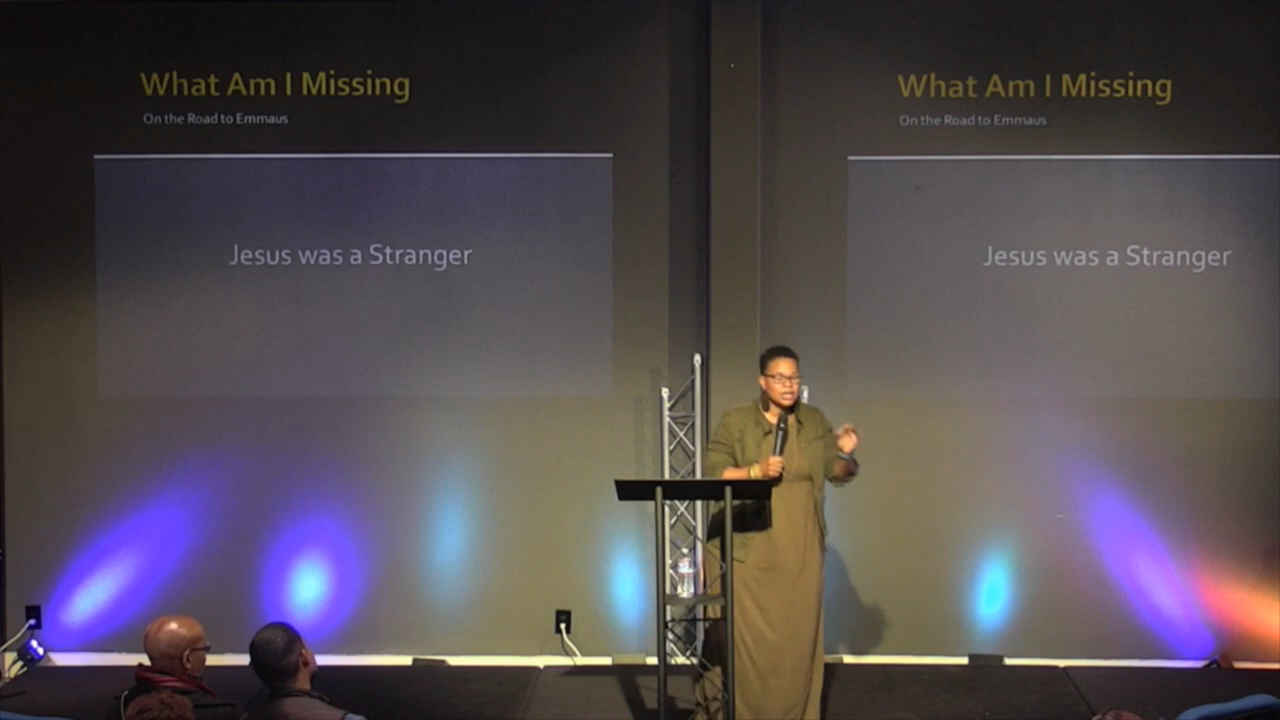 What Am I Missing
On the Road to Emmaus
Jesus was a Stranger
What Am I Missing
On the Road to Emmaus
Jesus was a Stranger